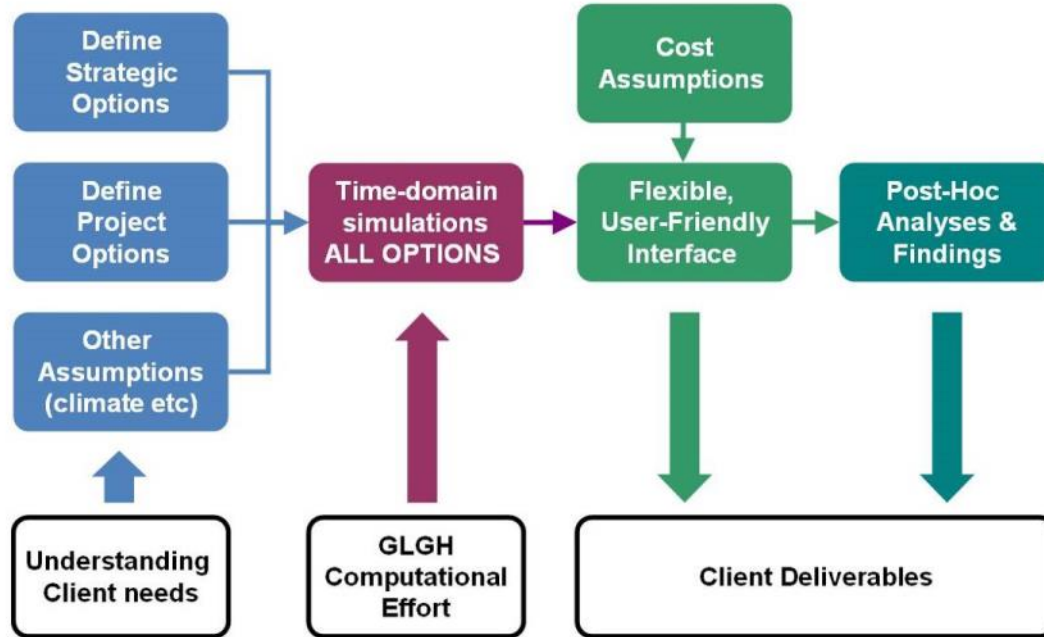 Define
Strategic
Options
Cost
Assumptions
Define
Project
Options
Time-domain
simulations
ALL OPTIONS
Flexible,
User-Friendly
Interface
Post-Hoc
Analyses &
Findings
Other
Assumptions
(climate etc)
Understanding
Client needs
GLGH
Computational
Effort
Client Deliverables